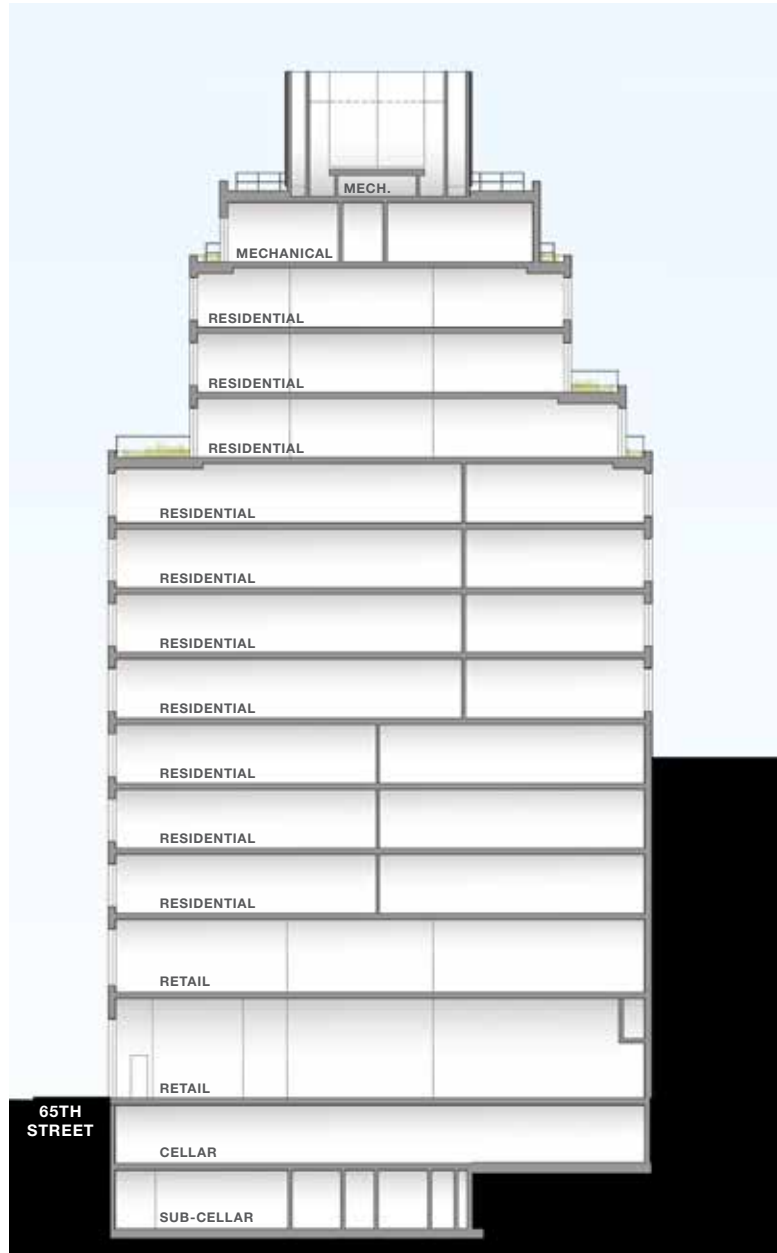 MECH.
MECHANICAL
RESIDENTIAL
RESIDENTIAL
RESIDENTIAL
RESIDENTIAL
RESIDENTIAL
RESIDENTIAL
RESIDENTIAL
RESIDENTIAL
RESIDENTIAL
RESIDENTIAL
RETAIL
RETAIL
65TH
STREET
CELLAR
SUB-CELLAR